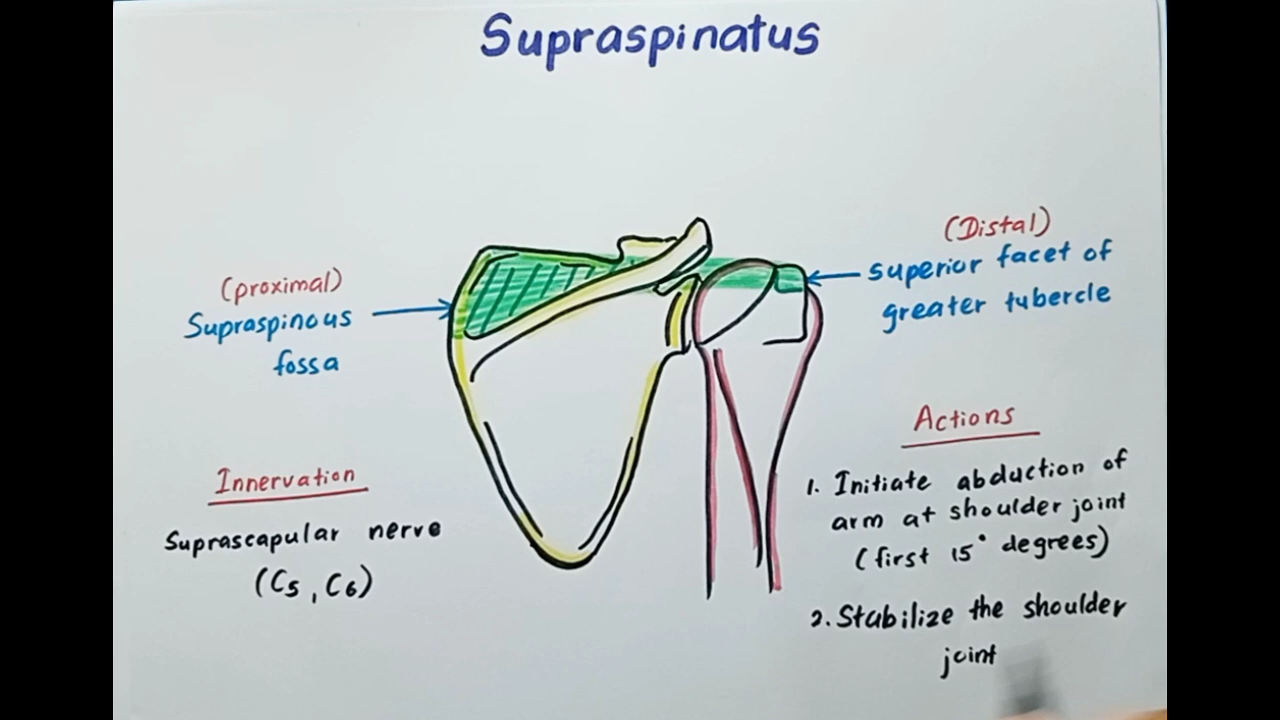 Supraspinatus
(proximal)
Supraspinous
fossa
(Distal)
superior facet of
greater tubercle
Innervation
Suprascapular nerve
(C5, C6)
Actions
1. Initiate abduction of
arm at shoulder joint
(first 15° degrees)
2. Stabilize the shoulder
joint